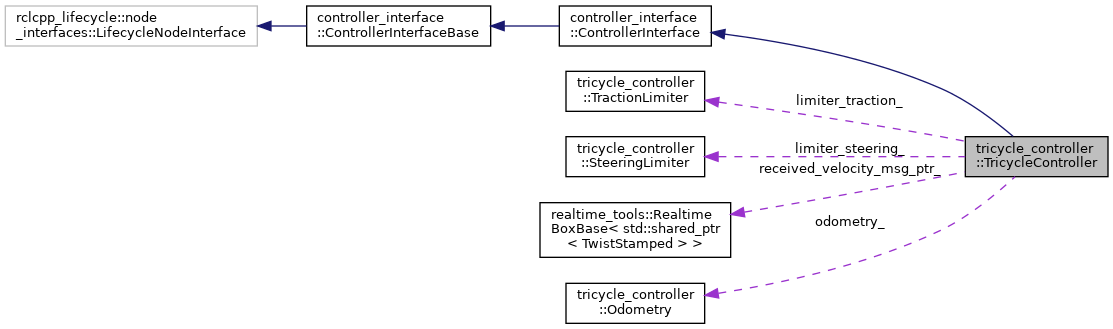 rclcpp_lifecycle::node
_interfaces::LifecycleNodeInterface
controller_interface
::ControllerInterfaceBase
controller_interface
::ControllerInterface
tricycle_controller
::TractionLimiter
limiter_traction_
tricycle_controller
::SteeringLimiter
limiter_steering_
tricycle_controller
::TricycleController
received_velocity_msg_ptr_
realtime_tools::Realtime
BoxBase< std::shared_ptr
< TwistStamped > >
odometry_
tricycle_controller
::Odometry